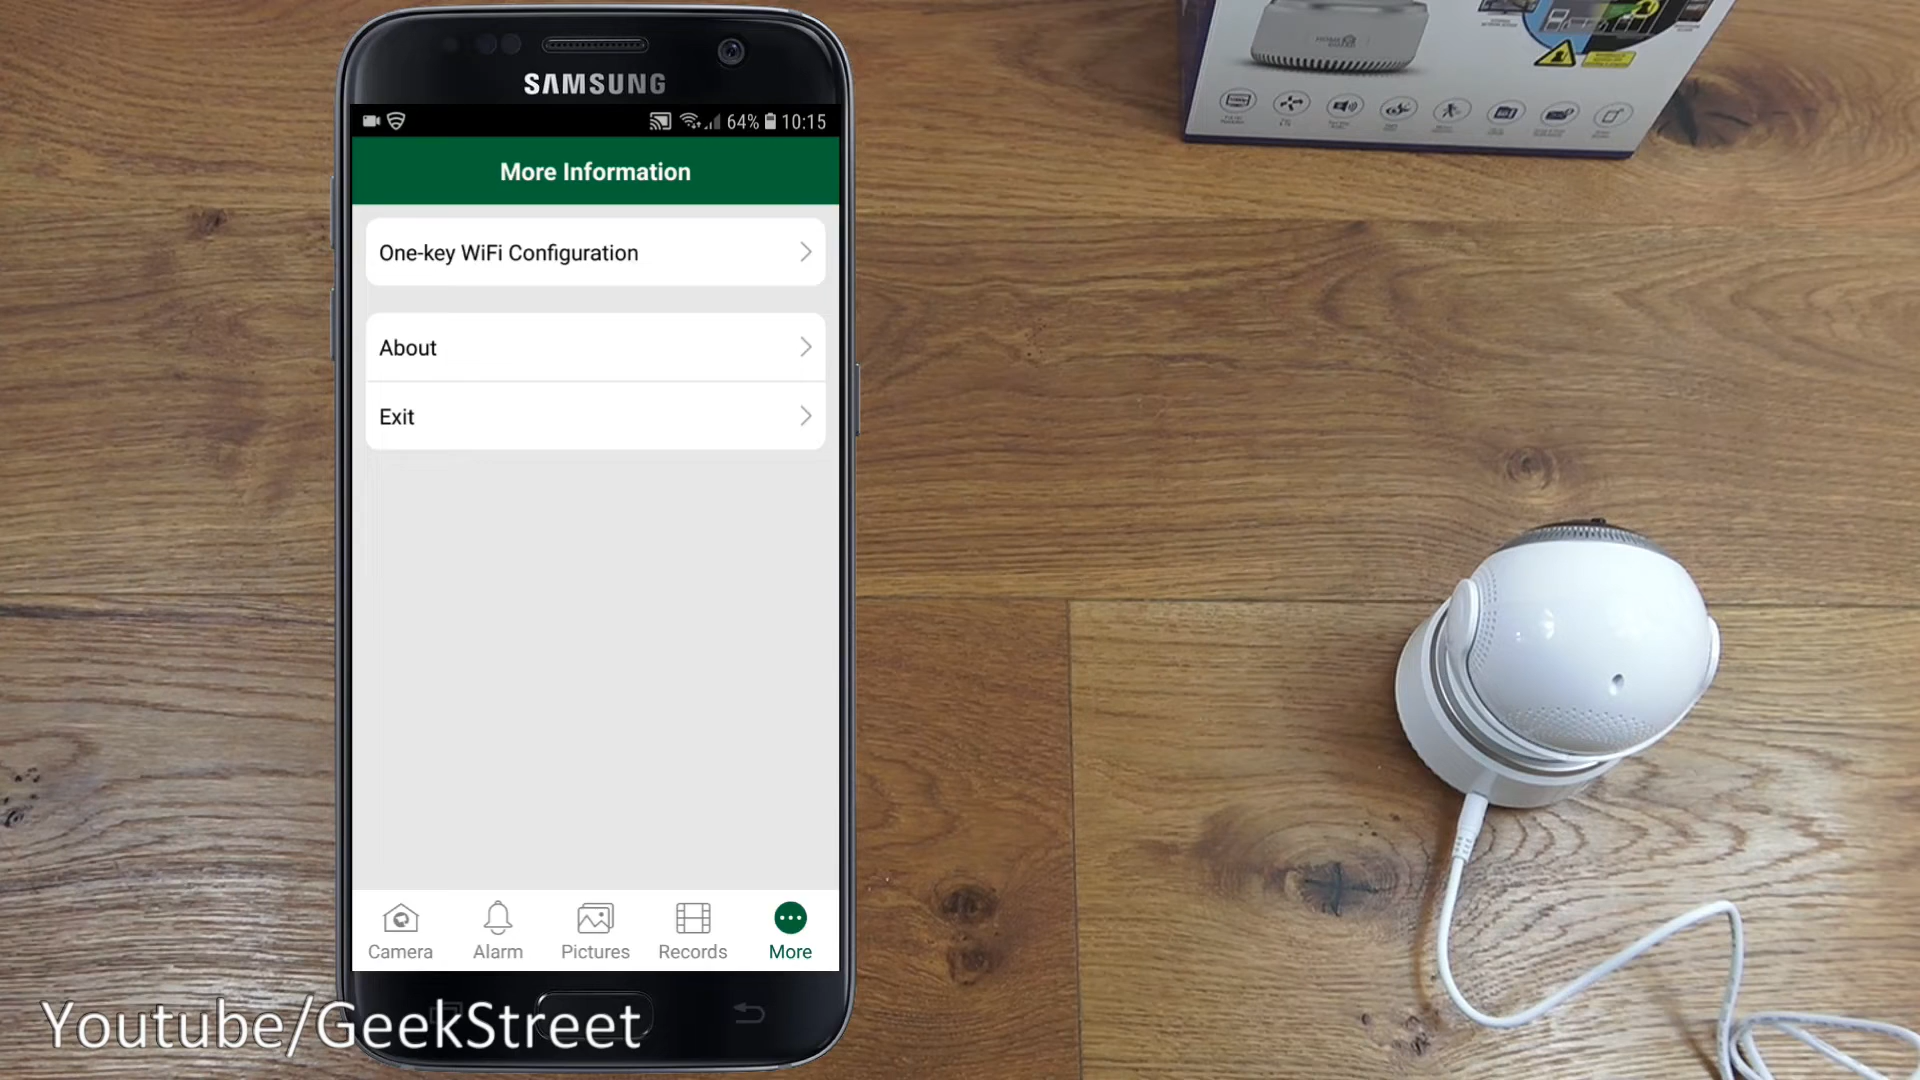 SAMSUNG
64% 10:15
More Information
One-key WiFi Configuration
About
Exit
Camera
Alarm
Pictures
Records
More
Youtube/GeekStreet